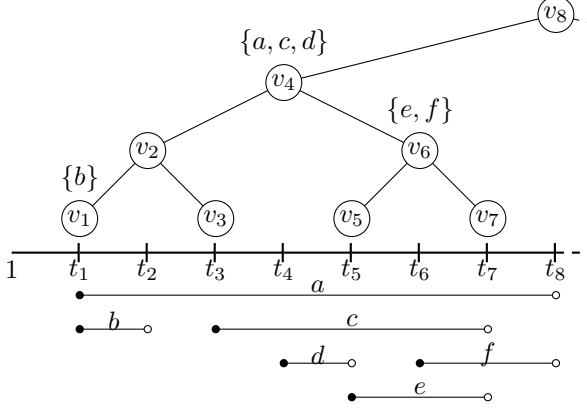 v₈
{a, c, d}
v₄
{e, f}
v₂ v₆
{b}
v₁ v₃ v₅ v₇
1 t₁ t₂ t₃ t₄ t₅ t₆ t₇ t₈
a
b c
d f
e